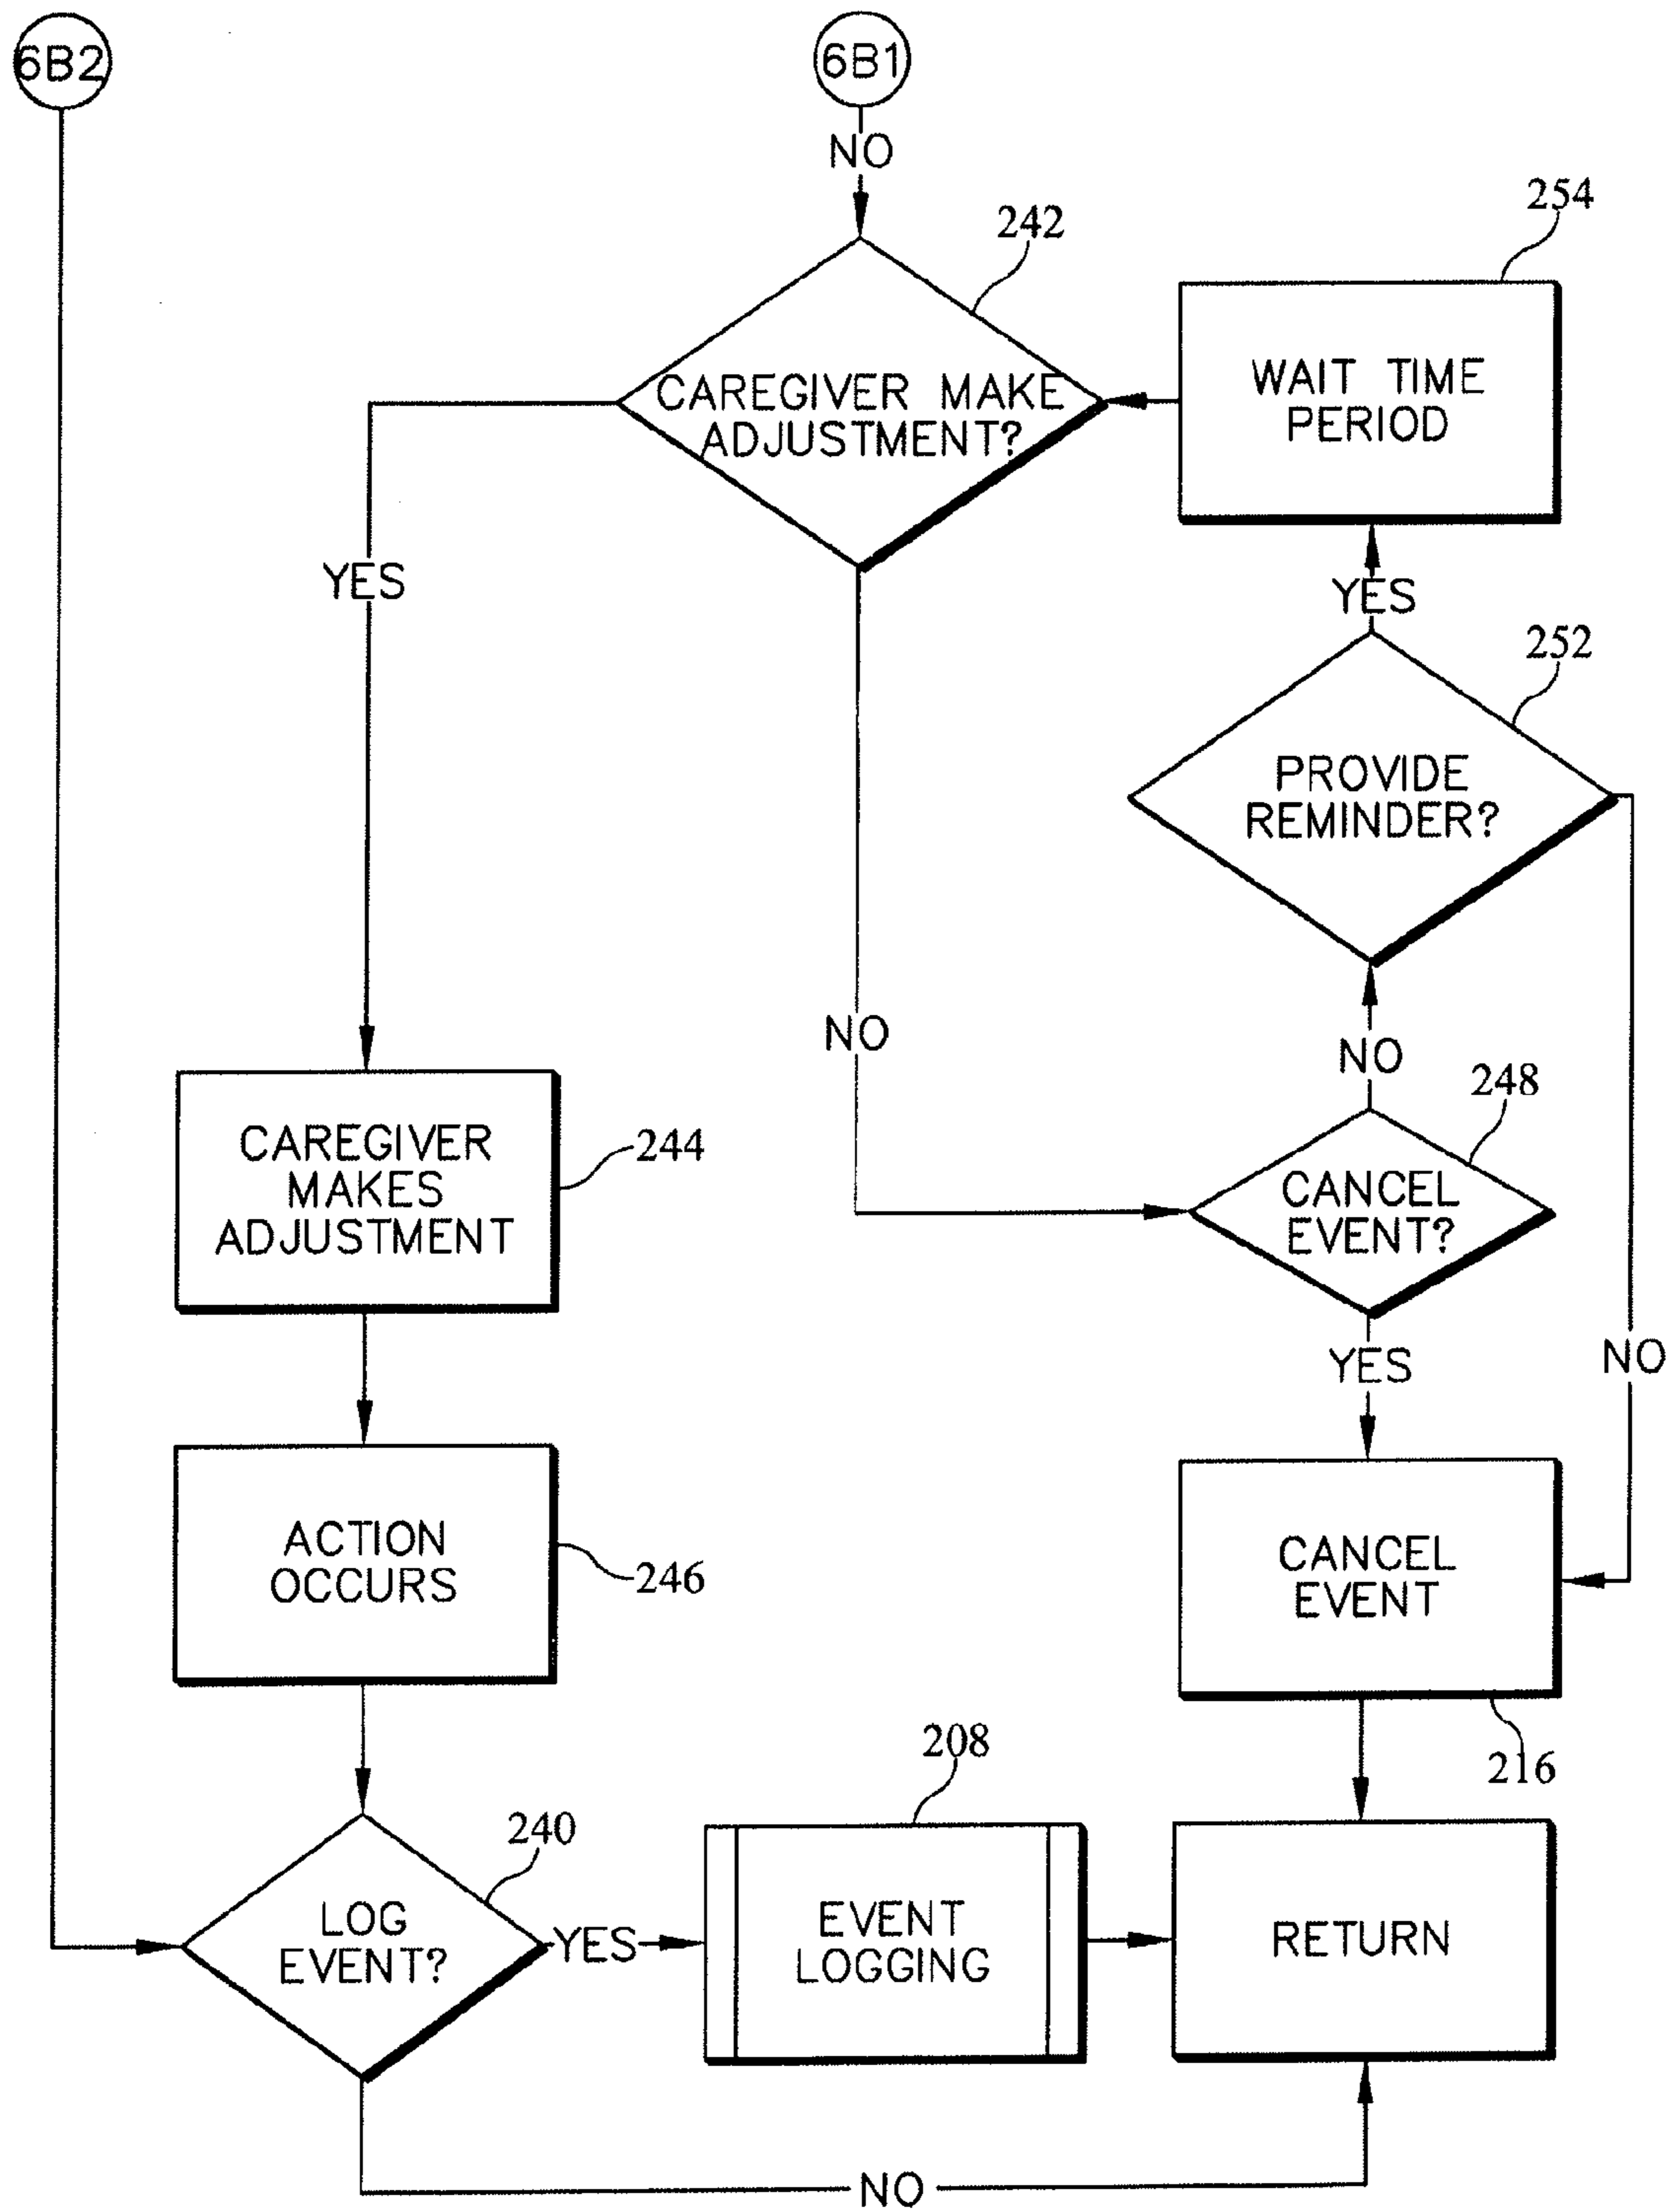 6B2
6B1
NO
242
254
CAREGIVER MAKE
ADJUSTMENT?
WAIT TIME
PERIOD
YES
YES
252
PROVIDE
REMINDER?
NO
NO
248
CAREGIVER
MAKES
ADJUSTMENT
244
CANCEL
EVENT?
YES
NO
ACTION
OCCURS
246
CANCEL
EVENT
216
208
240
LOG
EVENT?
YES
EVENT
LOGGING
RETURN
NO